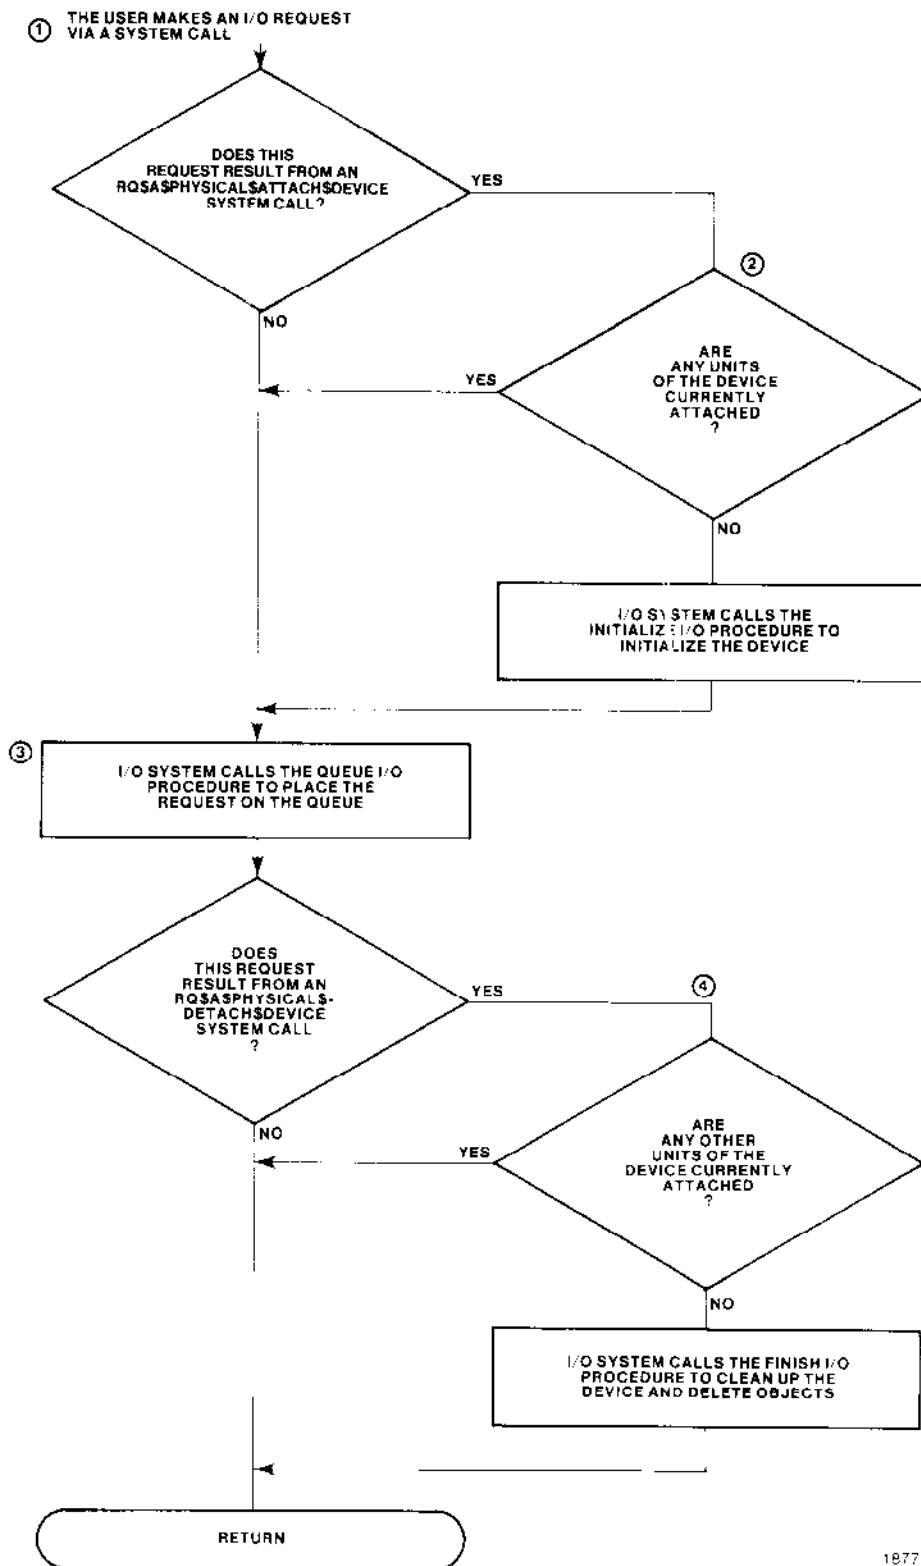 ① THE USER MAKES AN I/O REQUEST
VIA A SYSTEM CALL
DOES THIS
REQUEST RESULT FROM AN
RQ$A$PHYSICAL$ATTACH$DEVICE
SYSTEM CALL?
YES
NO
②
ARE
ANY UNITS
OF THE DEVICE
CURRENTLY
ATTACHED
?
YES
NO
I/O SYSTEM CALLS THE
INITIALIZE I/O PROCEDURE TO
INITIALIZE THE DEVICE
③
I/O SYSTEM CALLS THE QUEUE I/O
PROCEDURE TO PLACE THE
REQUEST ON THE QUEUE
DOES
THIS REQUEST
RESULT FROM AN
RQ$A$PHYSICAL$-
DETACH$DEVICE
SYSTEM CALL
?
YES
NO
④
ARE
ANY OTHER
UNITS OF THE
DEVICE CURRENTLY
ATTACHED
?
YES
NO
I/O SYSTEM CALLS THE FINISH I/O
PROCEDURE TO CLEAN UP THE
DEVICE AND DELETE OBJECTS
RETURN
1877